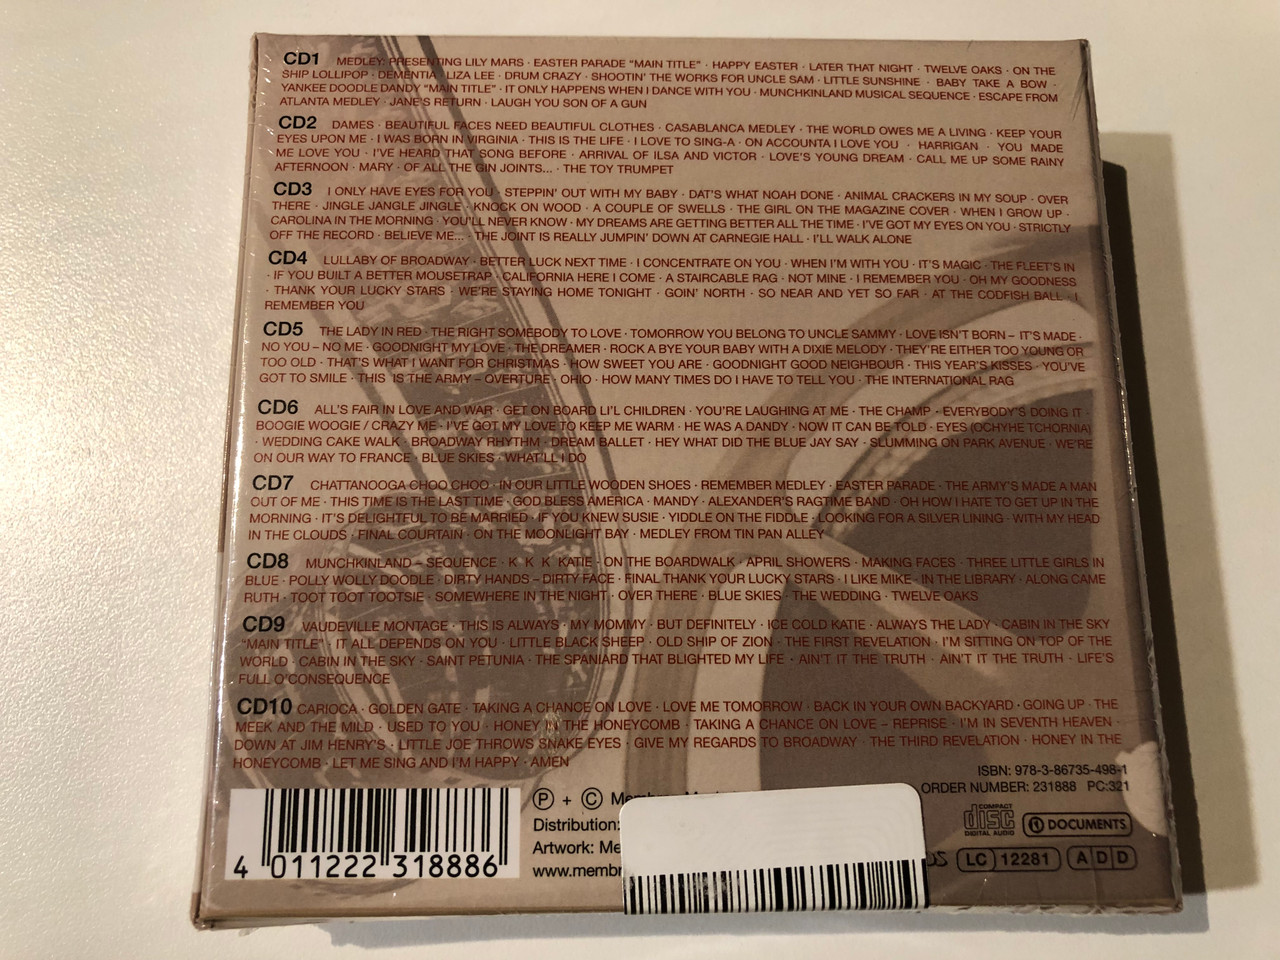 CD1 MEDLEY: PRESENTING LILY MARS · EASTER PARADE "MAIN TITLE" · HAPPY EASTER · LATER THAT NIGHT · TWELVE OAKS · ON THE
SHIP LOLLIPOP · DEMENTIA · LIZA LEE · DRUM CRAZY · SHOOTIN' THE WORKS FOR UNCLE SAM · LITTLE SUNSHINE · BABY TAKE A BOW ·
YANKEE DOODLE DANDY "MAIN TITLE" · IT ONLY HAPPENS WHEN I DANCE WITH YOU · MUNCHKINLAND MUSICAL SEQUENCE · ESCAPE FROM
ATLANTA MEDLEY · JANE'S RETURN · LAUGH YOU SON OF A GUN
CD2 DAMES · BEAUTIFUL FACES NEED BEAUTIFUL CLOTHES · CASABLANCA MEDLEY · THE WORLD OWES ME A LIVING · KEEP YOUR
EYES UPON ME · I WAS BORN IN VIRGINIA · THIS IS THE LIFE · I LOVE TO SING-A · ON ACCOUNTA I LOVE YOU · HARRIGAN · YOU MADE
ME LOVE YOU · I'VE HEARD THAT SONG BEFORE · ARRIVAL OF ILSA AND VICTOR · LOVE'S YOUNG DREAM · CALL ME UP SOME RAINY
AFTERNOON · MARY · OF ALL THE GIN JOINTS... · THE TOY TRUMPET
CD3 I ONLY HAVE EYES FOR YOU · STEPPIN' OUT WITH MY BABY · DAT'S WHAT NOAH DONE · ANIMAL CRACKERS IN MY SOUP · OVER
THERE · JINGLE JANGLE JINGLE · KNOCK ON WOOD · A COUPLE OF SWELLS · THE GIRL ON THE MAGAZINE COVER · WHEN I GROW UP ·
CAROLINA IN THE MORNING · YOU'LL NEVER KNOW · MY DREAMS ARE GETTING BETTER ALL THE TIME · I'VE GOT MY EYES ON YOU · STRICTLY
OFF THE RECORD · BELIEVE ME... · THE JOINT IS REALLY JUMPIN' DOWN AT CARNEGIE HALL · I'LL WALK ALONE
CD4 LULLABY OF BROADWAY · BETTER LUCK NEXT TIME · I CONCENTRATE ON YOU · WHEN I'M WITH YOU · IT'S MAGIC · THE FLEET'S IN
· IF YOU BUILT A BETTER MOUSETRAP · CALIFORNIA HERE I COME · A STAIRCABLE RAG · NOT MINE · I REMEMBER YOU · OH MY GOODNESS
· THANK YOUR LUCKY STARS · WE'RE STAYING HOME TONIGHT · GOIN' NORTH · SO NEAR AND YET SO FAR · AT THE CODFISH BALL · I
REMEMBER YOU
CD5 THE LADY IN RED · THE RIGHT SOMEBODY TO LOVE · TOMORROW YOU BELONG TO UNCLE SAMMY · LOVE ISN'T BORN – IT'S MADE ·
NO YOU – NO ME · GOODNIGHT MY LOVE · THE DREAMER · ROCK A BYE YOUR BABY WITH A DIXIE MELODY · THEY'RE EITHER TOO YOUNG OR
TOO OLD · THAT'S WHAT I WANT FOR CHRISTMAS · HOW SWEET YOU ARE · GOODNIGHT GOOD NEIGHBOUR · THIS YEAR'S KISSES · YOU'VE
GOT TO SMILE · THIS IS THE ARMY – OVERTURE · OHIO · HOW MANY TIMES DO I HAVE TO TELL YOU · THE INTERNATIONAL RAG
CD6 ALL'S FAIR IN LOVE AND WAR · GET ON BOARD LI'L CHILDREN · YOU'RE LAUGHING AT ME · THE CHAMP · EVERYBODY'S DOING IT ·
BOOGIE WOOGIE / CRAZY ME · I'VE GOT MY LOVE TO KEEP ME WARM · HE WAS A DANDY · NOW IT CAN BE TOLD · EYES (OCHYHE TCHORNIA)
· WEDDING CAKE WALK · BROADWAY RHYTHM · DREAM BALLET · HEY WHAT DID THE BLUE JAY SAY · SLUMMING ON PARK AVENUE · WE'RE
ON OUR WAY TO FRANCE · BLUE SKIES · WHAT'LL I DO
CD7 CHATTANOOGA CHOO CHOO · IN OUR LITTLE WOODEN SHOES · REMEMBER MEDLEY · EASTER PARADE · THE ARMY'S MADE A MAN
OUT OF ME · THIS TIME IS THE LAST TIME · GOD BLESS AMERICA · MANDY · ALEXANDER'S RAGTIME BAND · OH HOW I HATE TO GET UP IN THE
MORNING · IT'S DELIGHTFUL TO BE MARRIED · IF YOU KNEW SUSIE · YIDDLE ON THE FIDDLE · LOOKING FOR A SILVER LINING · WITH MY HEAD
IN THE CLOUDS · FINAL COURTAIN · ON THE MOONLIGHT BAY · MEDLEY FROM TIN PAN ALLEY
CD8 MUNCHKINLAND – SEQUENCE · K K K KATIE · ON THE BOARDWALK · APRIL SHOWERS · MAKING FACES · THREE LITTLE GIRLS IN
BLUE · POLLY WOLLY DOODLE · DIRTY HANDS – DIRTY FACE · FINAL THANK YOUR LUCKY STARS · I LIKE MIKE · IN THE LIBRARY · ALONG CAME
RUTH · TOOT TOOT TOOTSIE · SOMEWHERE IN THE NIGHT · OVER THERE · BLUE SKIES · THE WEDDING · TWELVE OAKS
CD9 VAUDEVILLE MONTAGE · THIS IS ALWAYS · MY MOMMY · BUT DEFINITELY · ICE COLD KATIE · ALWAYS THE LADY · CABIN IN THE SKY
"MAIN TITLE" · IT ALL DEPENDS ON YOU · LITTLE BLACK SHEEP · OLD SHIP OF ZION · THE FIRST REVELATION · I'M SITTING ON TOP OF THE
WORLD · CABIN IN THE SKY · SAINT PETUNIA · THE SPANIARD THAT BLIGHTED MY LIFE · AIN'T IT THE TRUTH · AIN'T IT THE TRUTH · LIFE'S
FULL O'CONSEQUENCE
CD10 CARIOCA · GOLDEN GATE · TAKING A CHANCE ON LOVE · LOVE ME TOMORROW · BACK IN YOUR OWN BACKYARD · GOING UP · THE
MEEK AND THE MILD · USED TO YOU · HONEY IN THE HONEYCOMB · TAKING A CHANCE ON LOVE – REPRISE · I'M IN SEVENTH HEAVEN ·
DOWN AT JIM HENRY'S · LITTLE JOE THROWS SNAKE EYES · GIVE MY REGARDS TO BROADWAY · THE THIRD REVELATION · HONEY IN THE
HONEYCOMB · LET ME SING AND I'M HAPPY · AMEN
ISBN: 978-3-86735-498-1
ORDER NUMBER: 231888 PC:321
Ⓟ + Ⓒ
Distribution:
Artwork:
COMPACT disc DIGITAL AUDIO
DOCUMENTS
LC 12281 ADD
4 011222 318886